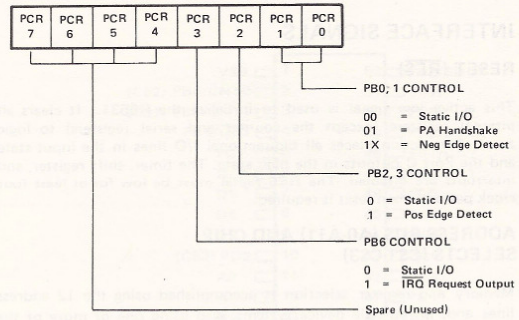 PCR 7 PCR 6 PCR 5 PCR 4 PCR 3 PCR 2 PCR 1 PCR 0
PB0, 1 CONTROL
00 = Static I/O
01 = PA Handshake
1X = Neg Edge Detect
PB2, 3 CONTROL
0 = Static I/O
1 = Pos Edge Detect
PB6 CONTROL
0 = Static I/O
1 = IRQ Request Output
Spare (Unused)